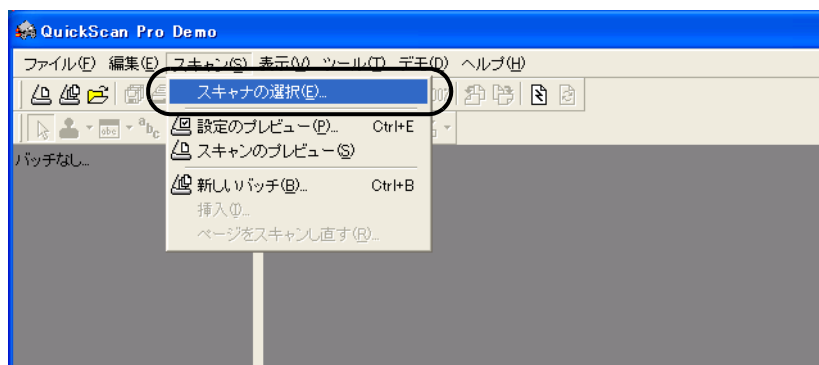 QuickScan Pro Demo
ファイル(F) 編集(E) スキャン(S) 表示(V) ツール(T) デモ(D) ヘルプ(H)
スキャナの選択(E)...
設定のプレビュー(P)... Ctrl+E
スキャンのプレビュー(S)
バッチなし...
新しいバッチ(B)... Ctrl+B
挿入(I)...
ページをスキャンし直す(R)...